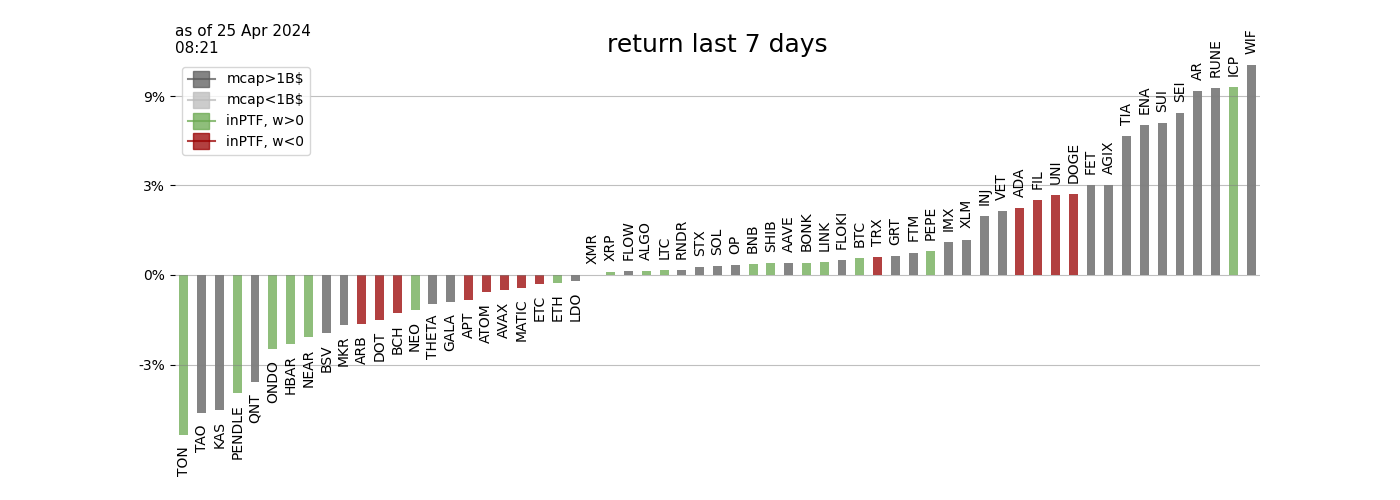 as of 25 Apr 2024
08:21
return last 7 days
mcap>1B$
mcap<1B$
inPTF, w>0
inPTF, w<0
9%
3%
0%
-3%
TON
TAO
KAS
PENDLE
QNT
ONDO
HBAR
NEAR
BSV
MKR
ARB
DOT
BCH
NEO
THETA
GALA
APT
ATOM
AVAX
MATIC
ETC
ETH
LDO
XMR
XRP
FLOW
ALGO
LTC
RNDR
STX
SOL
OP
BNB
SHIB
AAVE
BONK
LINK
FLOKI
BTC
TRX
GRT
FTM
PEPE
IMX
XLM
INJ
VET
ADA
FIL
UNI
DOGE
FET
AGIX
TIA
ENA
SUI
SEI
AR
RUNE
ICP
WIF